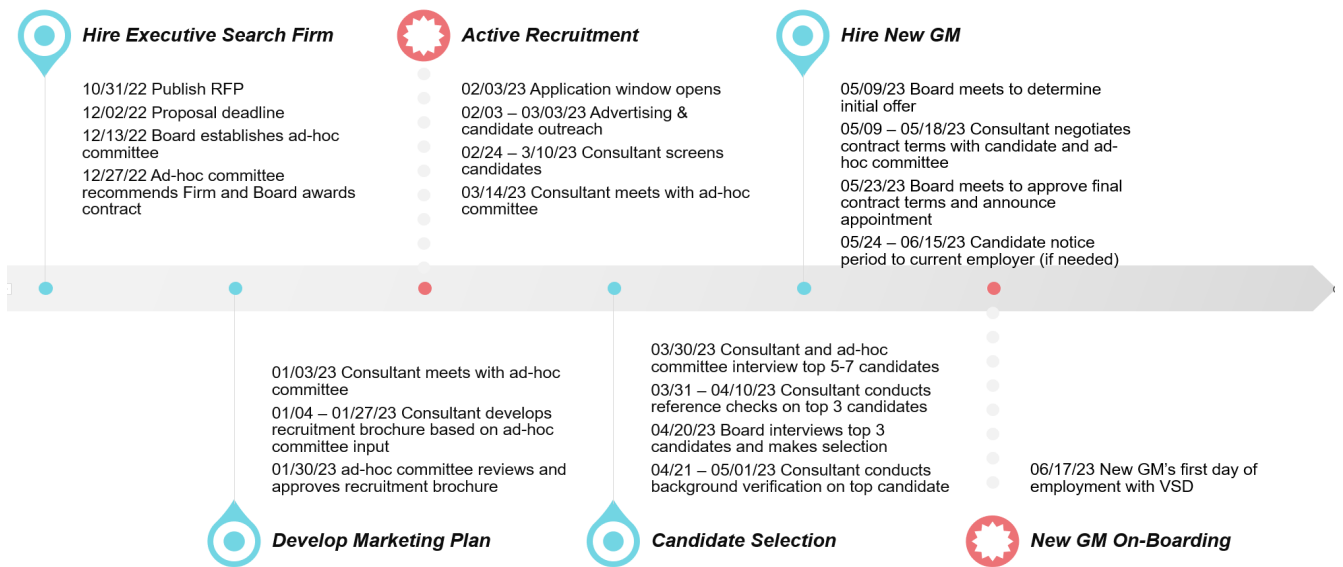 Hire Executive Search Firm
10/31/22 Publish RFP
12/02/22 Proposal deadline
12/13/22 Board establishes ad-hoc
committee
12/27/22 Ad-hoc committee
recommends Firm and Board awards
contract
Active Recruitment
02/03/23 Application window opens
02/03 – 03/03/23 Advertising &
candidate outreach
02/24 – 3/10/23 Consultant screens
candidates
03/14/23 Consultant meets with ad-hoc
committee
Hire New GM
05/09/23 Board meets to determine
initial offer
05/09 – 05/18/23 Consultant negotiates
contract terms with candidate and ad-
hoc committee
05/23/23 Board meets to approve final
contract terms and announce
appointment
05/24 – 06/15/23 Candidate notice
period to current employer (if needed)
01/03/23 Consultant meets with ad-hoc
committee
01/04 – 01/27/23 Consultant develops
recruitment brochure based on ad-hoc
committee input
01/30/23 ad-hoc committee reviews and
approves recruitment brochure
Develop Marketing Plan
03/30/23 Consultant and ad-hoc
committee interview top 5-7 candidates
03/31 – 04/10/23 Consultant conducts
reference checks on top 3 candidates
04/20/23 Board interviews top 3
candidates and makes selection
04/21 – 05/01/23 Consultant conducts
background verification on top candidate
Candidate Selection
06/17/23 New GM's first day of
employment with VSD
New GM On-Boarding